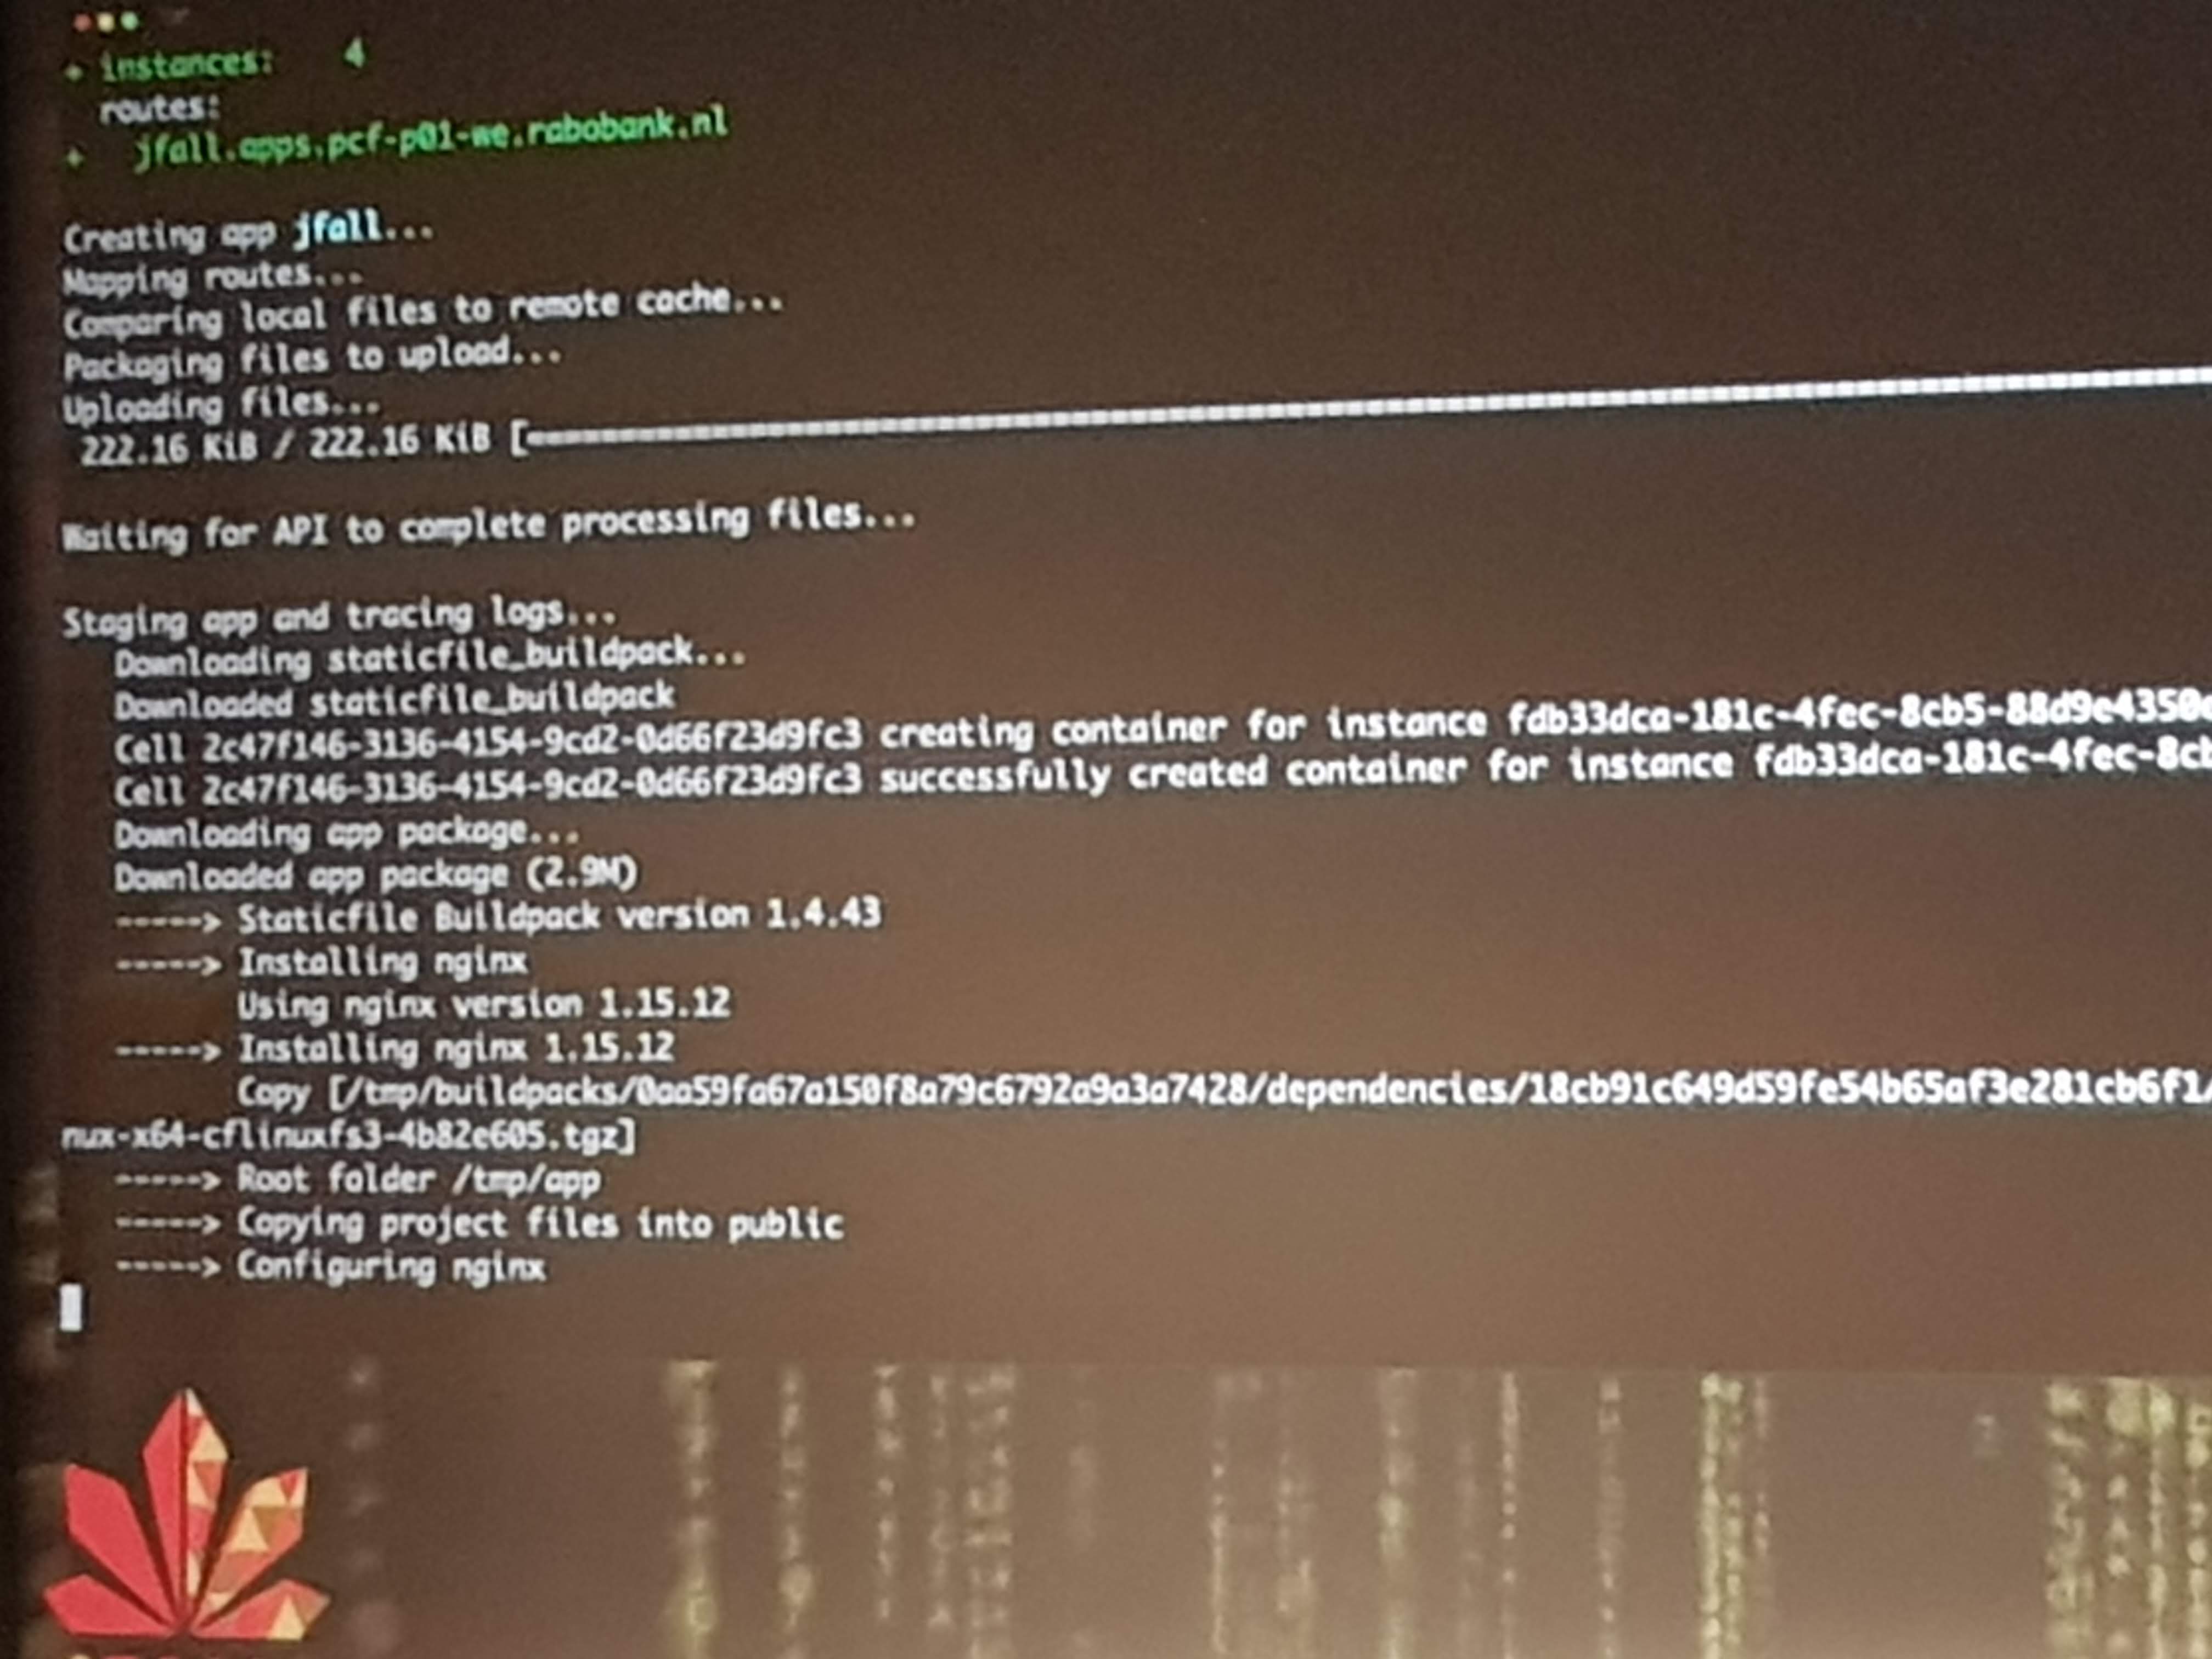 + instances:    4
  routes:
+   jfall.apps.pcf-p01-we.rabobank.nl
Creating app jfall...
Mapping routes...
Comparing local files to remote cache...
Packaging files to upload...
Uploading files...
 222.16 KiB / 222.16 KiB [
Waiting for API to complete processing files...
Staging app and tracing logs...
   Downloading staticfile_buildpack...
   Downloaded staticfile_buildpack
   Cell 2c47f146-3136-4154-9cd2-0d66f23d9fc3 creating container for instance fdb33dca-181c-4fec-8cb5-88d9e4350
   Cell 2c47f146-3136-4154-9cd2-0d66f23d9fc3 successfully created container for instance fdb33dca-181c-4fec-8cb
   Downloading app package...
   Downloaded app package (2.9M)
   -----> Staticfile Buildpack version 1.4.43
   -----> Installing nginx
          Using nginx version 1.15.12
   -----> Installing nginx 1.15.12
          Copy [/tmp/buildpacks/0aa59fa67a150f8a79c6792a9a3a7428/dependencies/18cb91c649d59fe54b65af3e281cb6f1/
nux-x64-cflinuxfs3-4b82e605.tgz]
   -----> Root folder /tmp/app
   -----> Copying project files into public
   -----> Configuring nginx